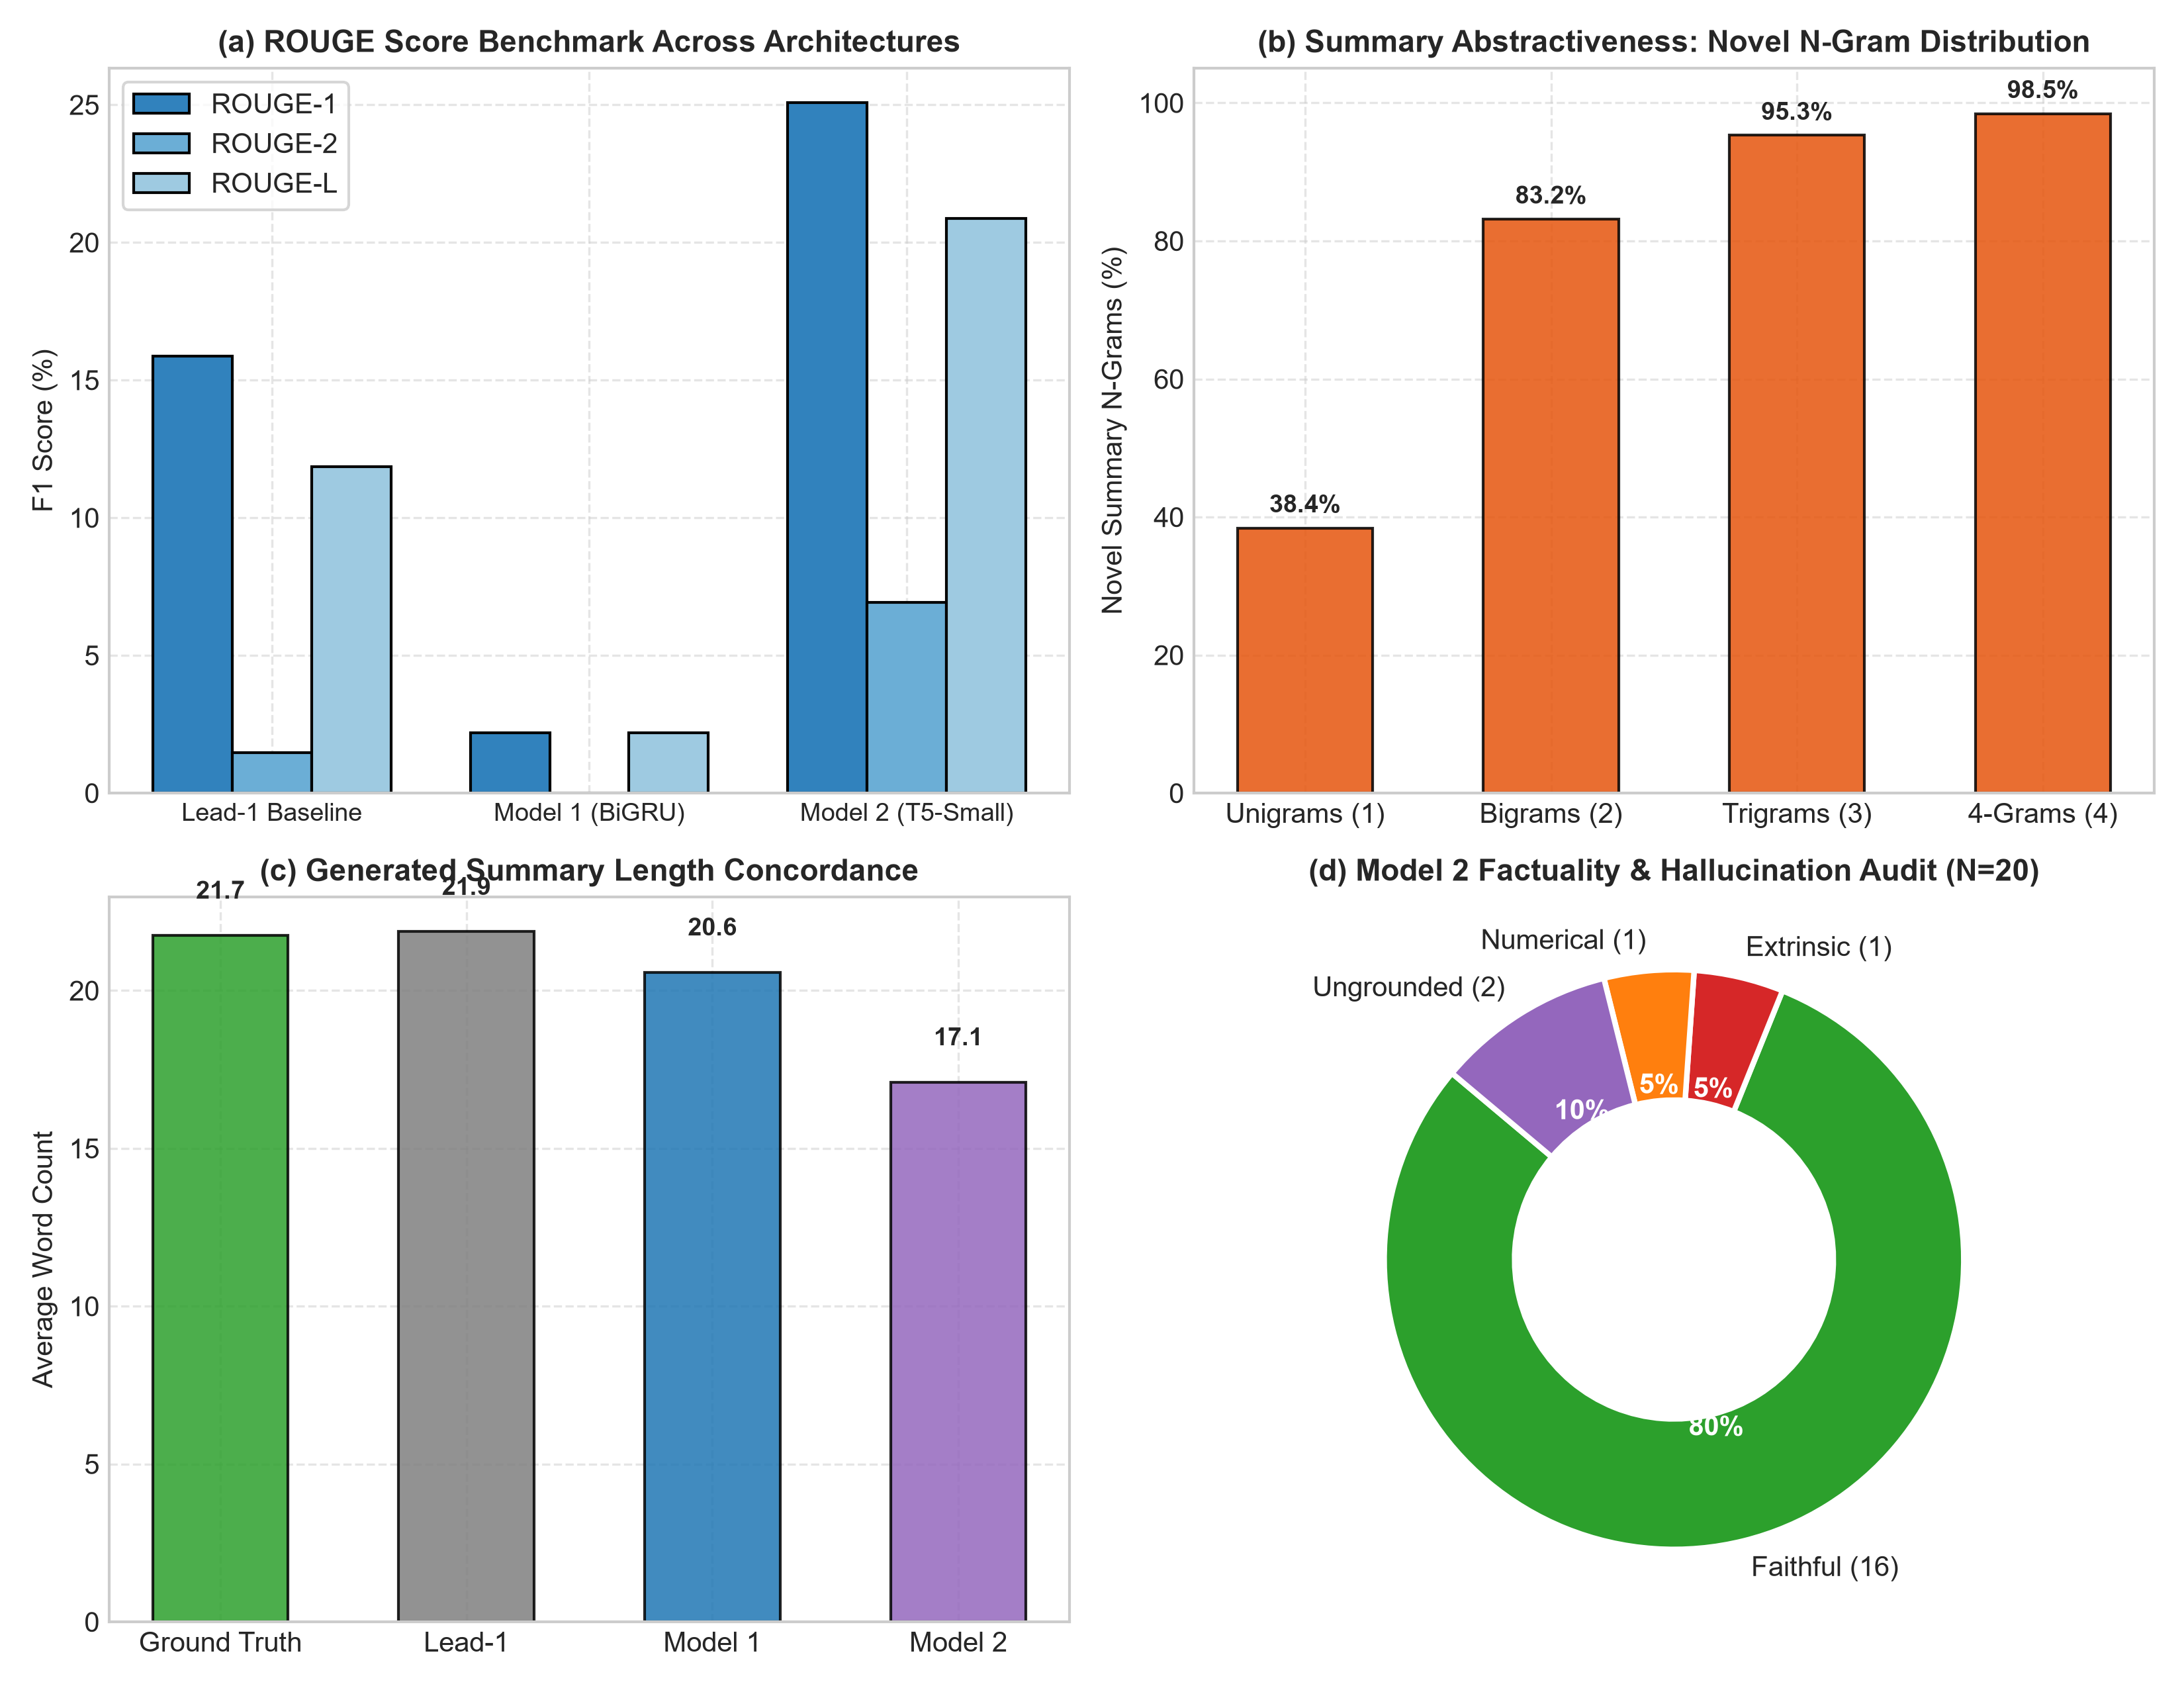 (a) ROUGE Score Benchmark Across Architectures
ROUGE-1
ROUGE-2
ROUGE-L
F1 Score (%)
25
20
15
10
5
0
Lead-1 Baseline
Model 1 (BiGRU)
Model 2 (T5-Small)
(b) Summary Abstractiveness: Novel N-Gram Distribution
Novel Summary N-Grams (%)
100
80
60
40
20
0
38.4%
83.2%
95.3%
98.5%
Unigrams (1)
Bigrams (2)
Trigrams (3)
4-Grams (4)
(c) Generated Summary Length Concordance
Average Word Count
20
15
10
5
0
21.7
21.9
20.6
17.1
Ground Truth
Lead-1
Model 1
Model 2
(d) Model 2 Factuality & Hallucination Audit (N=20)
Numerical (1)
Extrinsic (1)
Ungrounded (2)
5%
5%
10%
80%
Faithful (16)